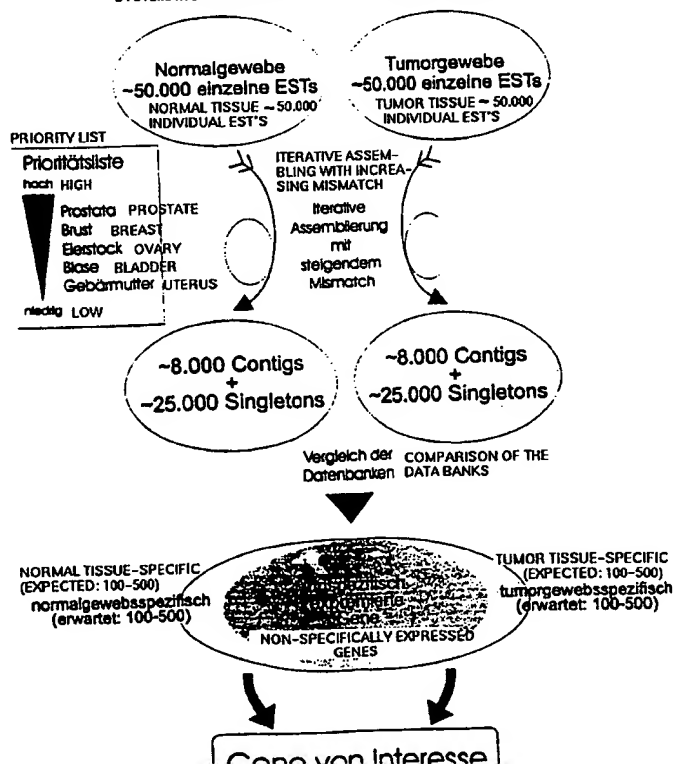 Normalgewebe
~50.000 einzelne ESTs
NORMAL TISSUE ~ 50.000
INDIVIDUAL EST'S
Tumorgewebe
~50.000 einzelne ESTs
TUMOR TISSUE ~ 50.000
INDIVIDUAL EST'S
PRIORITY LIST
Prioritätsliste
hoch HIGH
Prostata PROSTATE
Brust BREAST
Eierstock OVARY
Blase BLADDER
Gebärmutter UTERUS
niedrig LOW
ITERATIVE ASSEM-
BLING WITH INCREA-
SING MISMATCH
Iterative
Assemblierung
mit
steigendem
Mismatch
~8.000 Contigs
+
~25.000 Singletons
~8.000 Contigs
+
~25.000 Singletons
Vergleich der COMPARISON OF THE
Datenbanken DATA BANKS
NORMAL TISSUE-SPECIFIC
(EXPECTED: 100-500)
normalgewebsspezifisch
(erwartet: 100-500)
NON-SPECIFICALLY EXPRESSED
GENES
TUMOR TISSUE-SPECIFIC
(EXPECTED: 100-500)
tumorgewebsspezifisch
(erwartet: 100-500)
Gene von Interesse